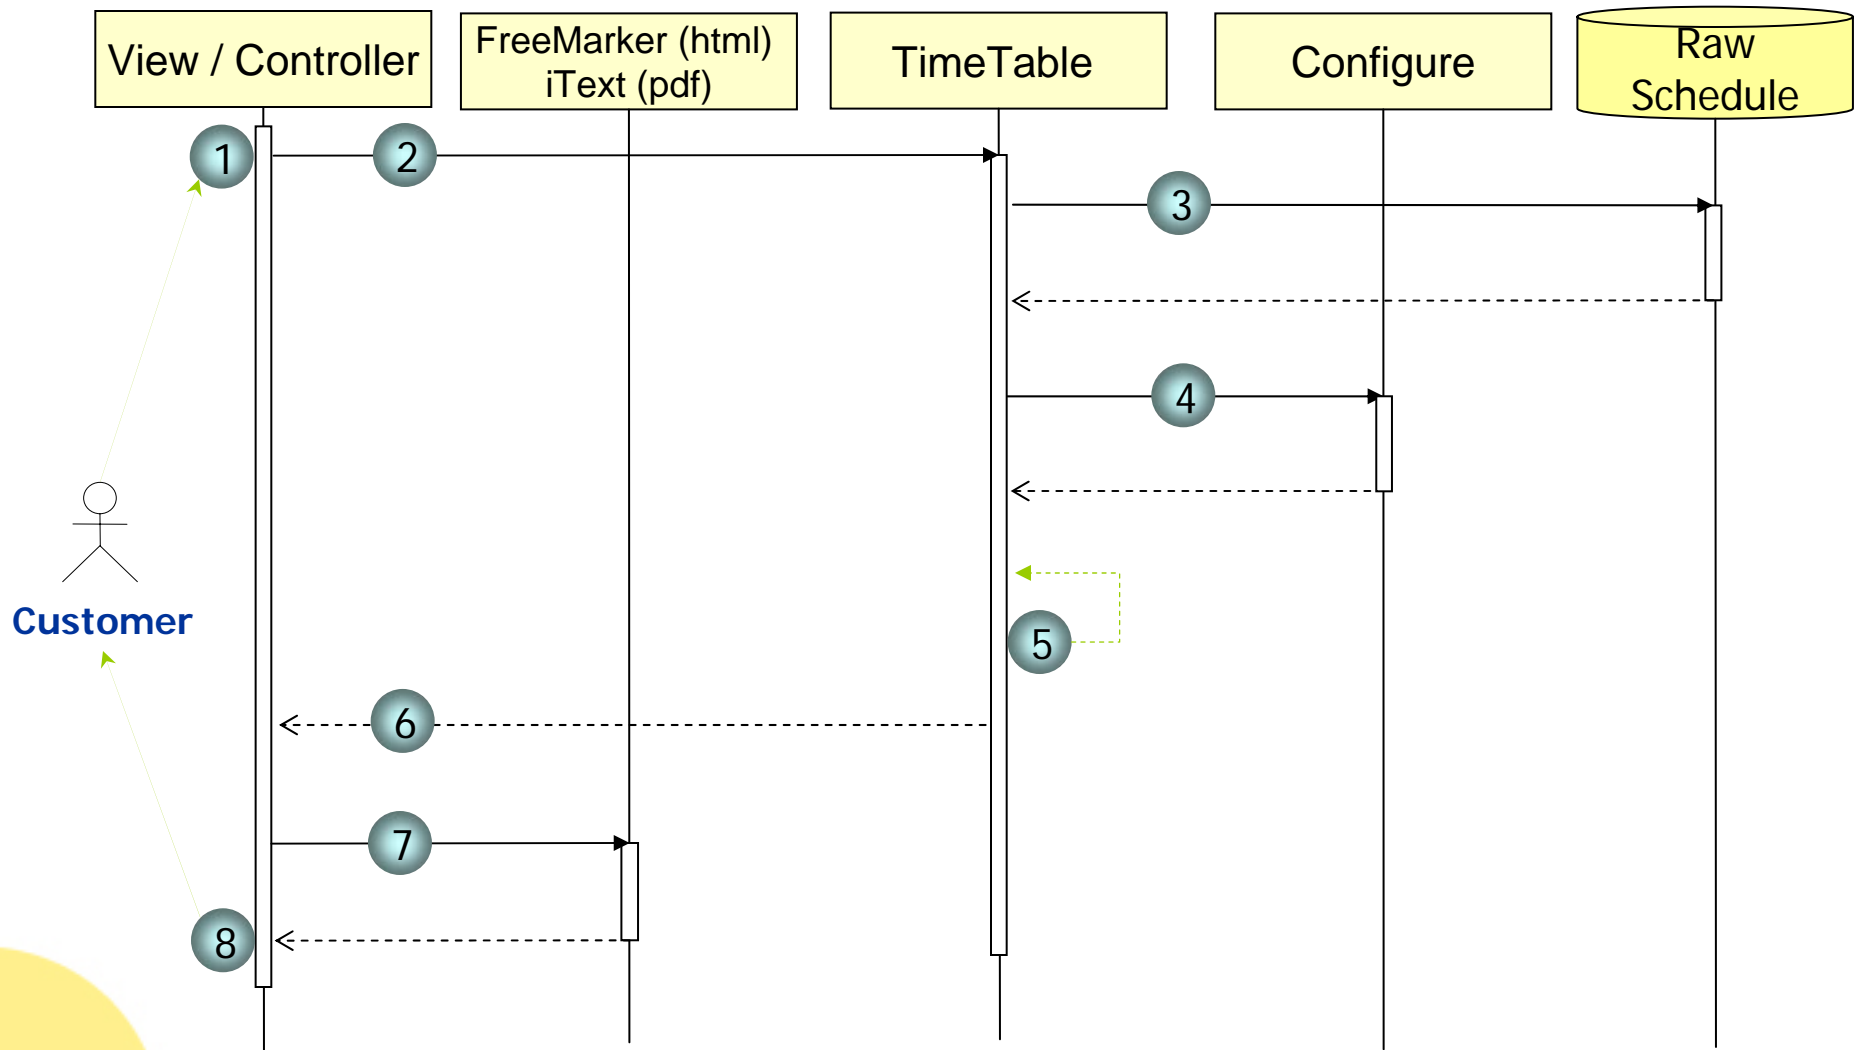 View / Controller
FreeMarker (html)
iText (pdf)
TimeTable
Configure
Raw
Schedule
1
2
3
4
5
Customer
6
7
8